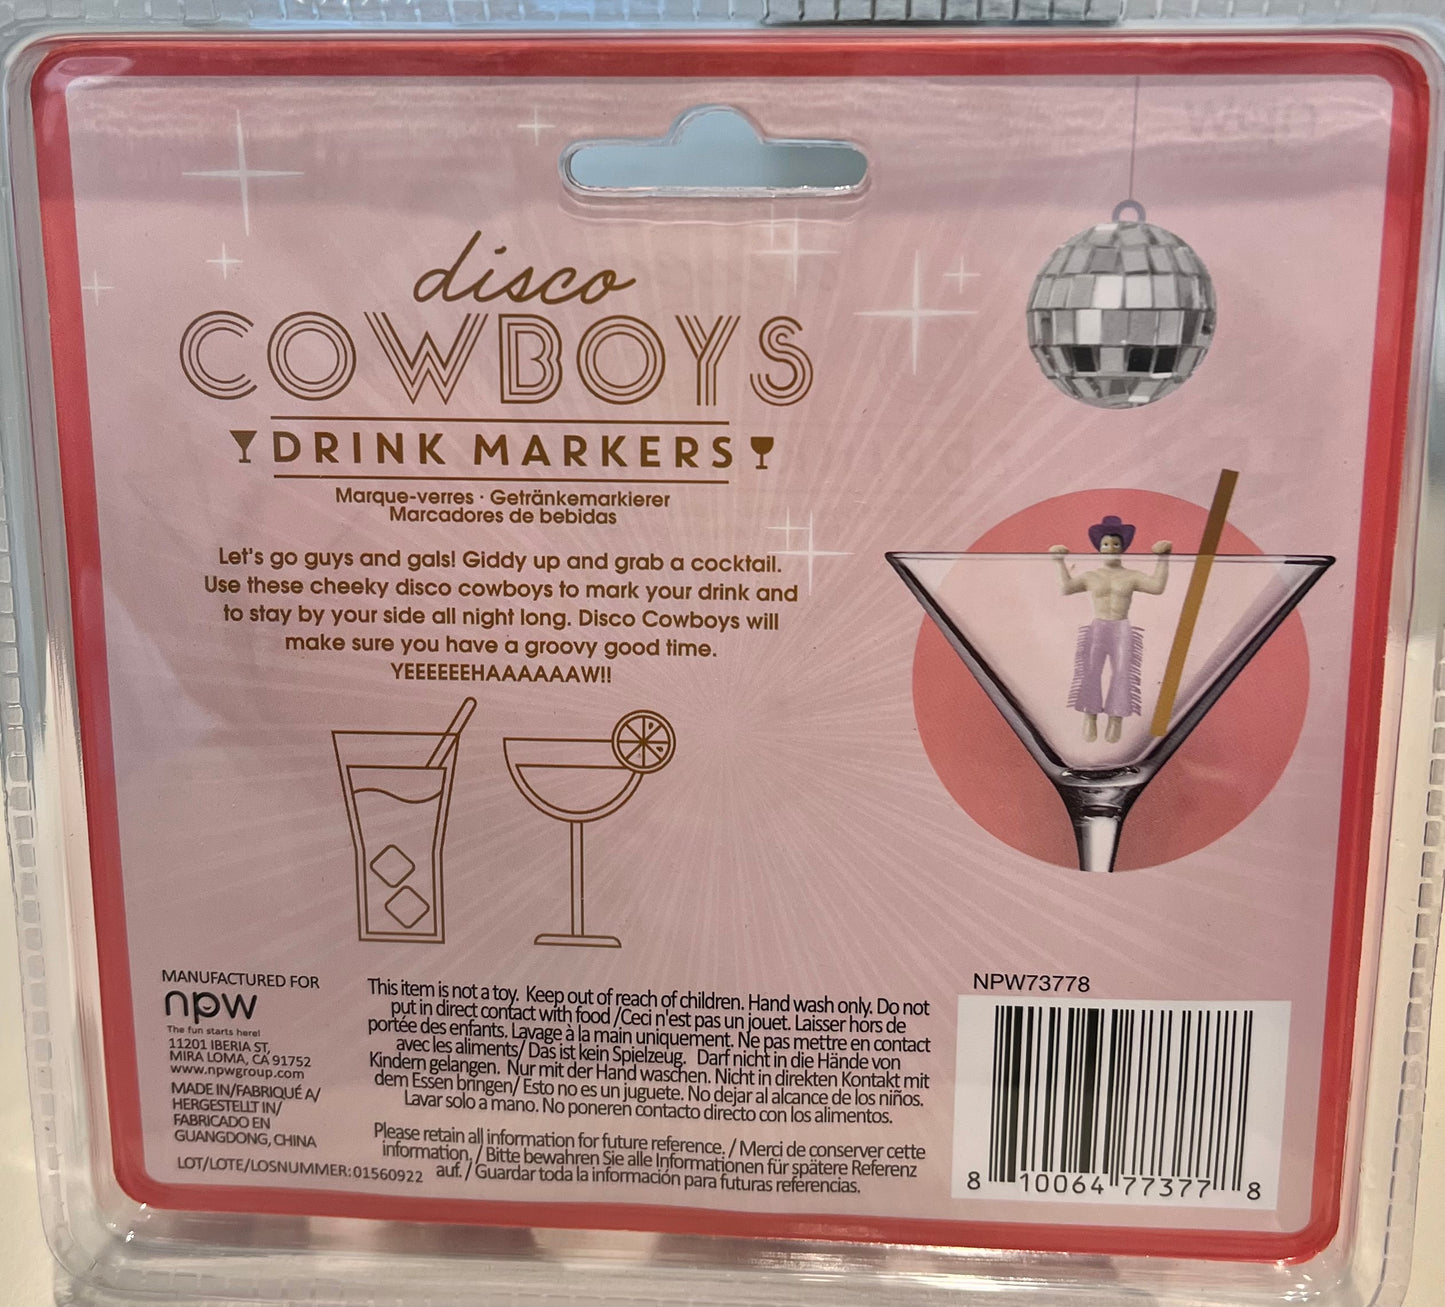 disco
COWBOYS
DRINK MARKERS
Marque-verres · Getränkemarkierer
Marcadores de bebidas
Let's go guys and gals! Giddy up and grab a cocktail.
Use these cheeky disco cowboys to mark your drink and
to stay by your side all night long. Disco Cowboys will
make sure you have a groovy good time.
YEEEEEEHAAAAAAW!!
MANUFACTURED FOR
npw
The fun starts here!
11201 IBERIA ST,
MIRA LOMA, CA 91752
www.npwgroup.com
MADE IN/FABRIQUÉ A/
HERGESTELLT IN/
FABRICADO EN
GUANGDONG, CHINA
LOT/LOTE/LOSNUMMER:01560922
This item is not a toy. Keep out of reach of children. Hand wash only. Do not
put in direct contact with food /Ceci n'est pas un jouet. Laisser hors de
portée des enfants. Lavage à la main uniquement. Ne pas mettre en contact
avec les aliments/ Das ist kein Spielzeug. Darf nicht in die Hände von
Kindern gelangen. Nur mit der Hand waschen. Nicht in direkten Kontakt mit
dem Essen bringen/ Esto no es un juguete. No dejar al alcance de los niños.
Lavar solo a mano. No poneren contacto directo con los alimentos.
Please retain all information for future reference. / Merci de conserver cette
information. / Bitte bewahren Sie alle Informationen für spätere Referenz
auf. / Guardar toda la información para futuras referencias.
NPW73778
8 10064 77377 8